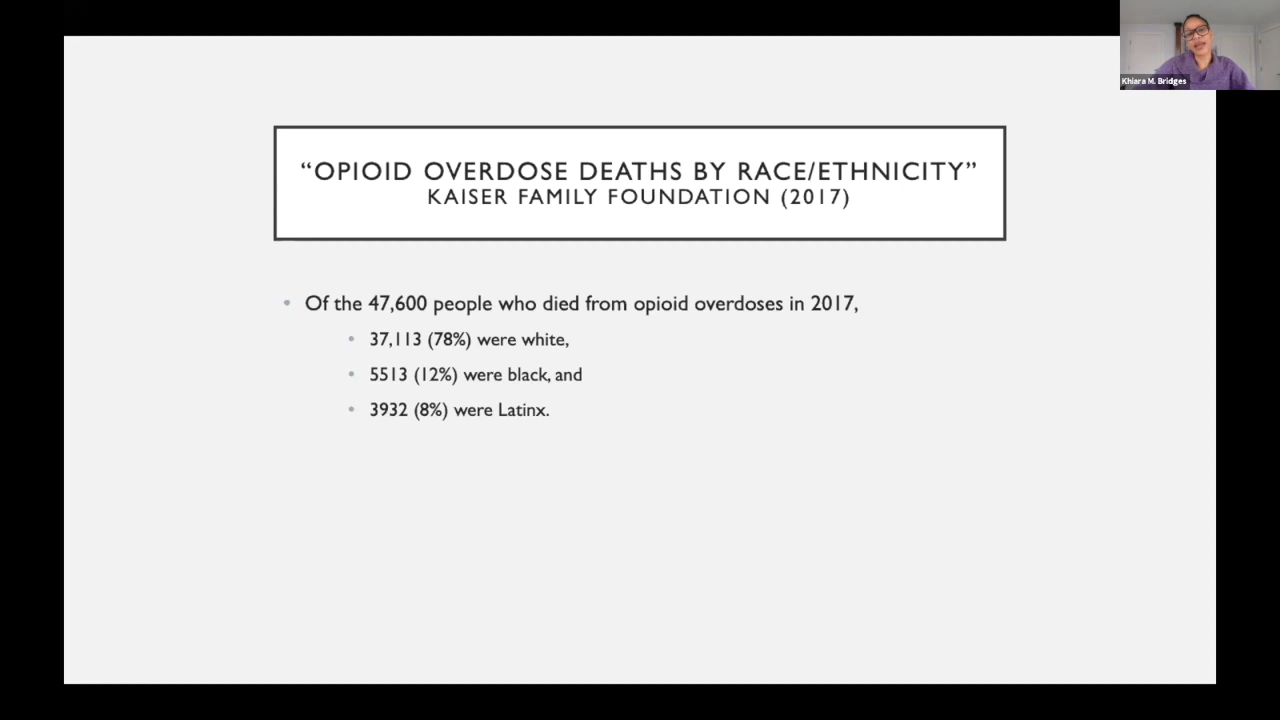 Khiara M. Bridges
“OPIOID OVERDOSE DEATHS BY RACE/ETHNICITY”
KAISER FAMILY FOUNDATION (2017)
• Of the 47,600 people who died from opioid overdoses in 2017,
• 37,113 (78%) were white,
• 5513 (12%) were black, and
• 3932 (8%) were Latinx.